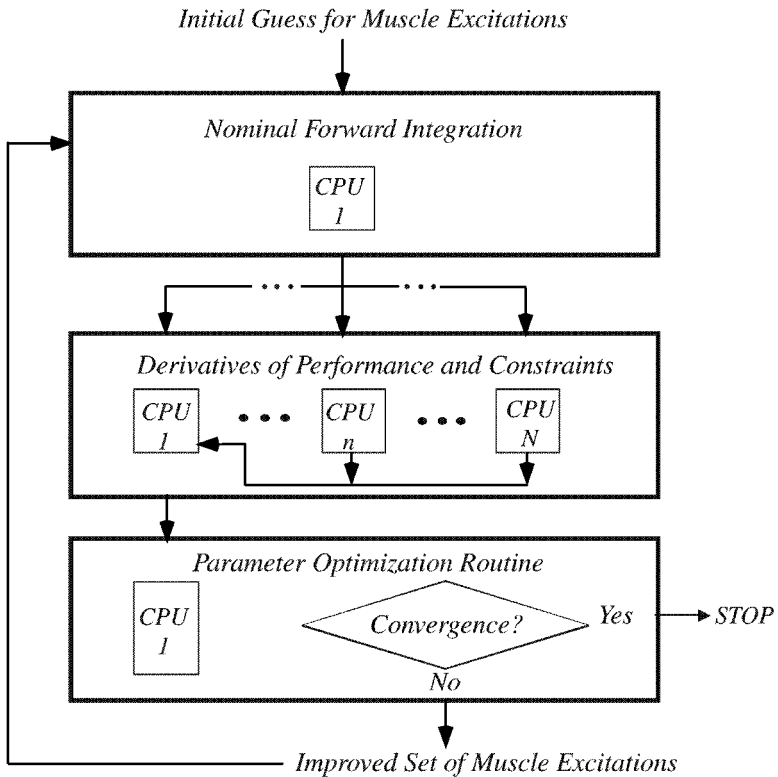 Initial Guess for Muscle Excitations
Nominal Forward Integration
CPU
1
Derivatives of Performance and Constraints
CPU
1
CPU
n
CPU
N
Parameter Optimization Routine
CPU
1
Convergence?
Yes
STOP
No
Improved Set of Muscle Excitations